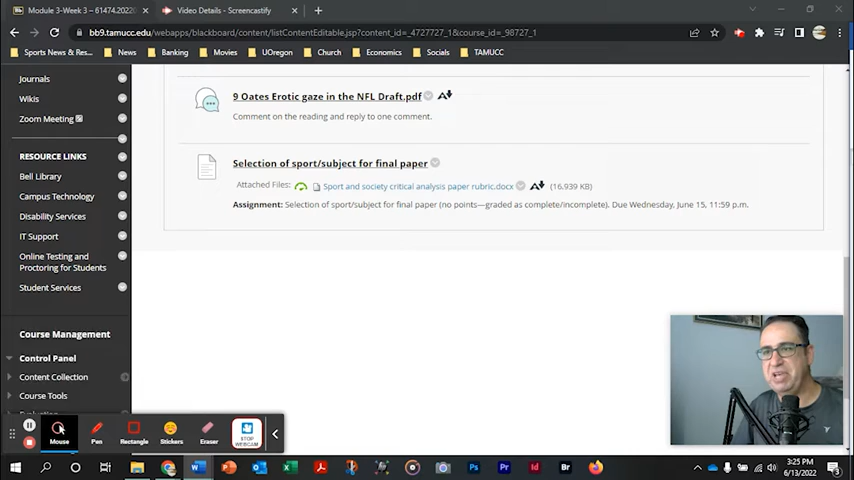 Module 3-Week 3 – 61474.2022
Video Details - Screencastify
bb9.tamucc.edu/webapps/blackboard/content/listContentEditable.jsp?content_id=_4727727_1&course_id=_98727_1
Sports News & Res...
News
Movies
UOregon
Banking
Church
Economics
Socials
TAMUCC
Journals
Wikis
Zoom Meeting
RESOURCE LINKS
Bell Library
Campus Technology
Disability Services
IT Support
Online Testing and
Proctoring for Students
Student Services
Course Management
Control Panel
Content Collection
Course Tools
9 Oates Erotic gaze in the NFL Draft.pdf
Comment on the reading and reply to one comment.
Selection of sport/subject for final paper
Attached Files: Sport and society critical analysis paper rubric.docx (16.939 KB)
Assignment: Selection of sport/subject for final paper (no points—graded as complete/incomplete). Due Wednesday, June 15, 11:59 p.m.
Mouse
Pen
Rectangle
Stickers
Eraser
STOP
WEBCAM
3:25 PM
6/13/2022